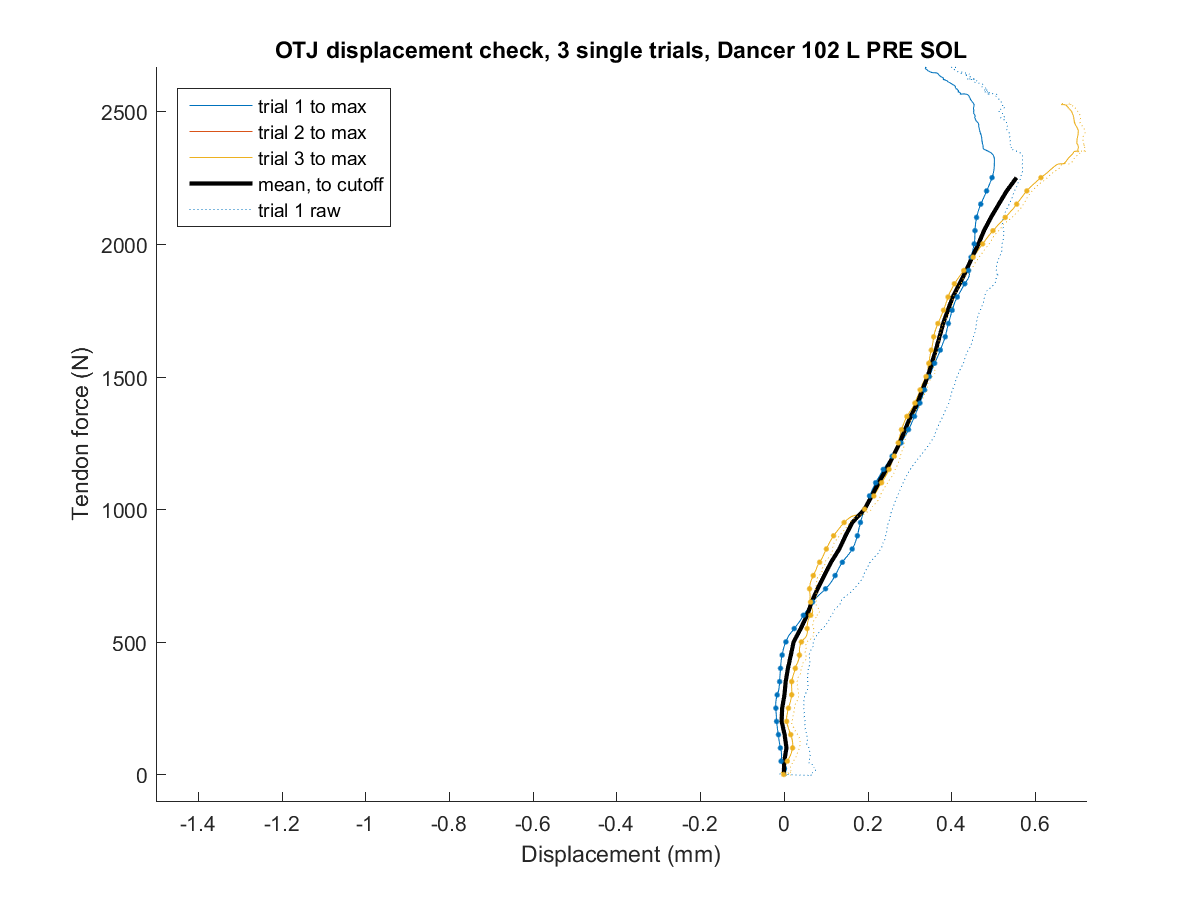 OTJ displacement check, 3 single trials, Dancer 102 L PRE SOL
trial 1 to max
trial 2 to max
trial 3 to max
mean, to cutoff
trial 1 raw
2500
2000
1500
1000
500
0
Tendon force (N)
-1.4 -1.2 -1 -0.8 -0.6 -0.4 -0.2 0 0.2 0.4 0.6
Displacement (mm)